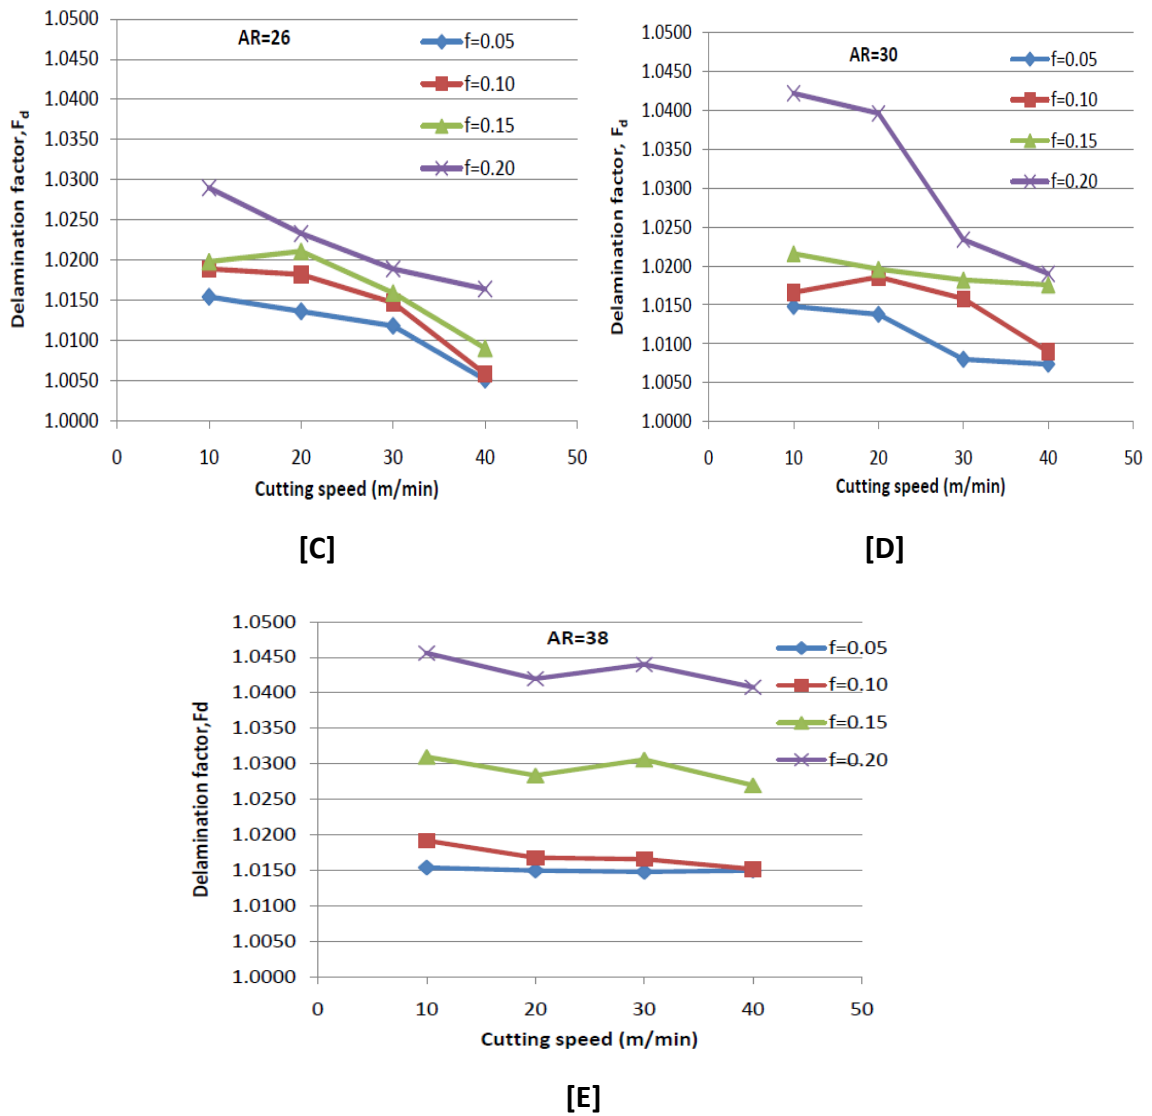 AR=26
f=0.05
f=0.10
f=0.15
f=0.20
1.0500
1.0450
1.0400
1.0350
1.0300
1.0250
1.0200
1.0150
1.0100
1.0050
1.0000
Delamination factor,Fd
0 10 20 30 40 50
Cutting speed (m/min)
[C]
AR=30
f=0.05
f=0.10
f=0.15
f=0.20
1.0500
1.0450
1.0400
1.0350
1.0300
1.0250
1.0200
1.0150
1.0100
1.0050
1.0000
Delamination factor, Fd
0 10 20 30 40 50
Cutting speed (m/min)
[D]
AR=38
f=0.05
f=0.10
f=0.15
f=0.20
1.0500
1.0450
1.0400
1.0350
1.0300
1.0250
1.0200
1.0150
1.0100
1.0050
1.0000
Delamination factor,Fd
0 10 20 30 40 50
Cutting speed (m/min)
[E]